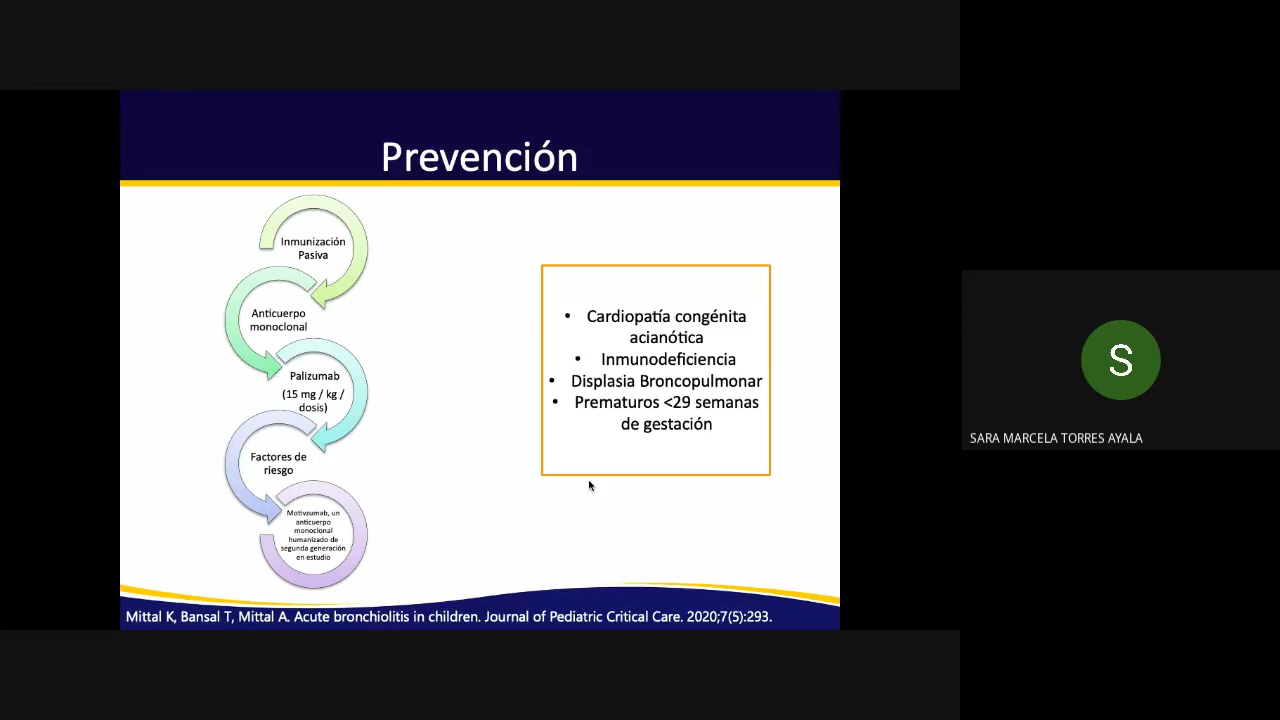 Prevención
Inmunización
Pasiva
Anticuerpo
monoclonal
Palizumab
(15 mg / kg /
dosis)
Factores de
riesgo
Motivzumab, un
anticuerpo
monoclonal
humanizado de
segunda generación
en estudio
• Cardiopatía congénita
acianótica
• Inmunodeficiencia
• Displasia Broncopulmonar
• Prematuros <29 semanas
de gestación
Mittal K, Bansal T, Mittal A. Acute bronchiolitis in children. Journal of Pediatric Critical Care. 2020;7(5):293.
S
SARA MARCELA TORRES AYALA